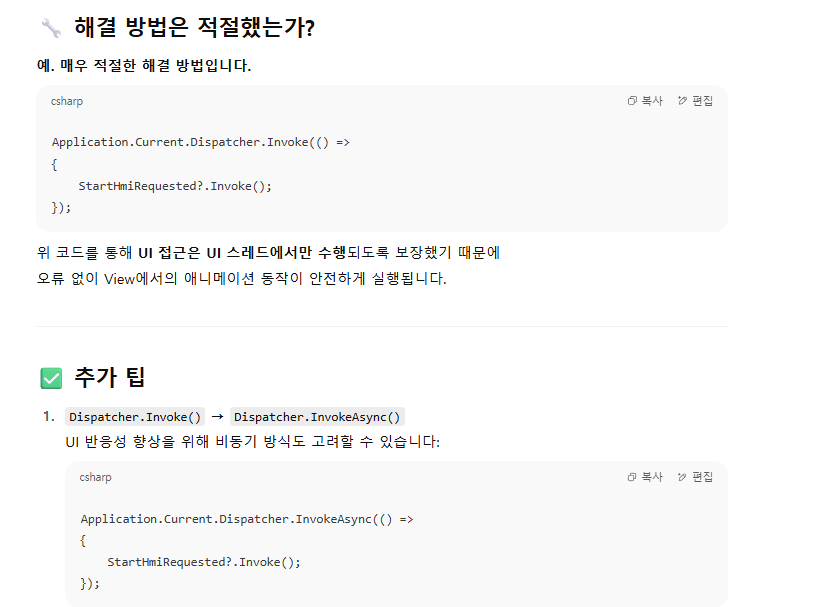 🔧 해결 방법은 적절했는가?
예. 매우 적절한 해결 방법입니다.
csharp 복사 편집
Application.Current.Dispatcher.Invoke(() =>
{
    StartHmiRequested?.Invoke();
});
위 코드를 통해 UI 접근은 UI 스레드에서만 수행되도록 보장했기 때문에
오류 없이 View에서의 애니메이션 동작이 안전하게 실행됩니다.
✅ 추가 팁
1. Dispatcher.Invoke() → Dispatcher.InvokeAsync()
UI 반응성 향상을 위해 비동기 방식도 고려할 수 있습니다:
csharp 복사 편집
Application.Current.Dispatcher.InvokeAsync(() =>
{
    StartHmiRequested?.Invoke();
});